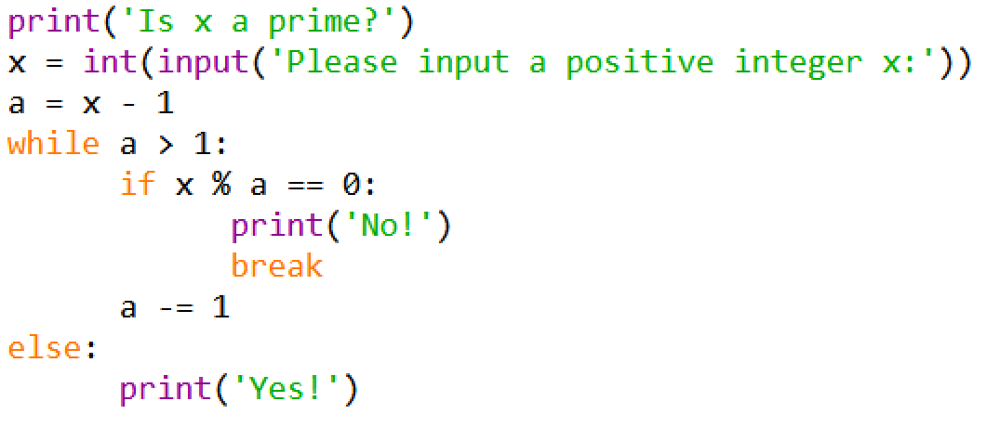 print('Is x a prime?')
x = int(input('Please input a positive integer x:'))
a = x - 1
while a > 1:
      if x % a == 0:
            print('No!')
            break
      a -= 1
else:
      print('Yes!')